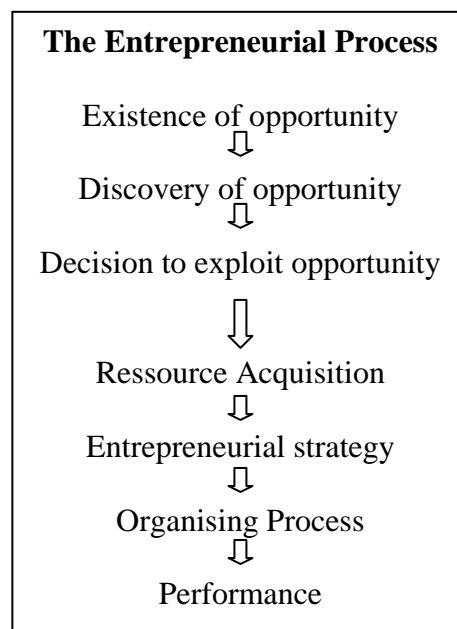 The Entrepreneurial Process
Existence of opportunity
Discovery of opportunity
Decision to exploit opportunity
Ressource Acquisition
Entrepreneurial strategy
Organising Process
Performance